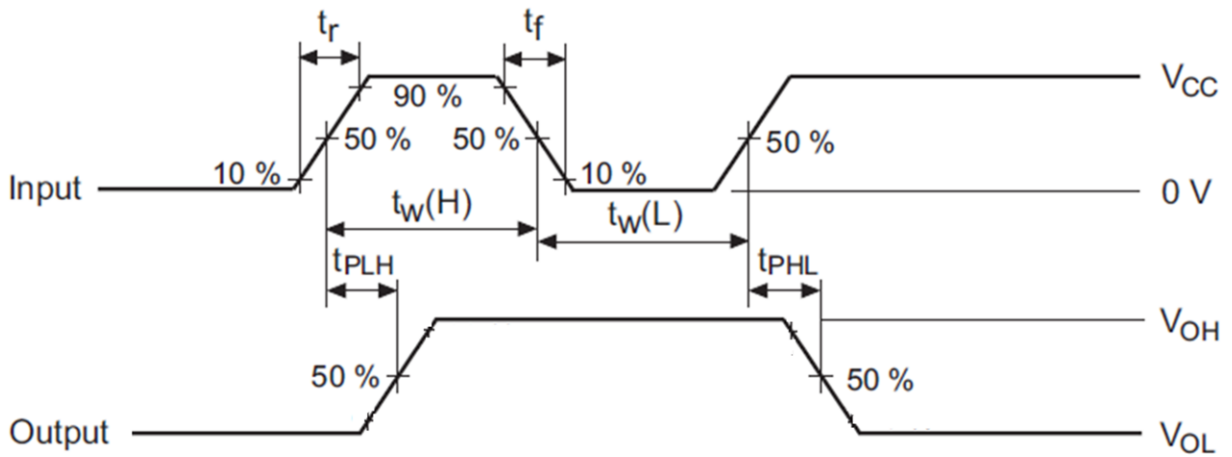 tr
tf
VCC
90 %
50 %
50 %
50 %
10 %
10 %
Input
0 V
tw(H)
tw(L)
tPLH
tPHL
VOH
50 %
50 %
Output
VOL